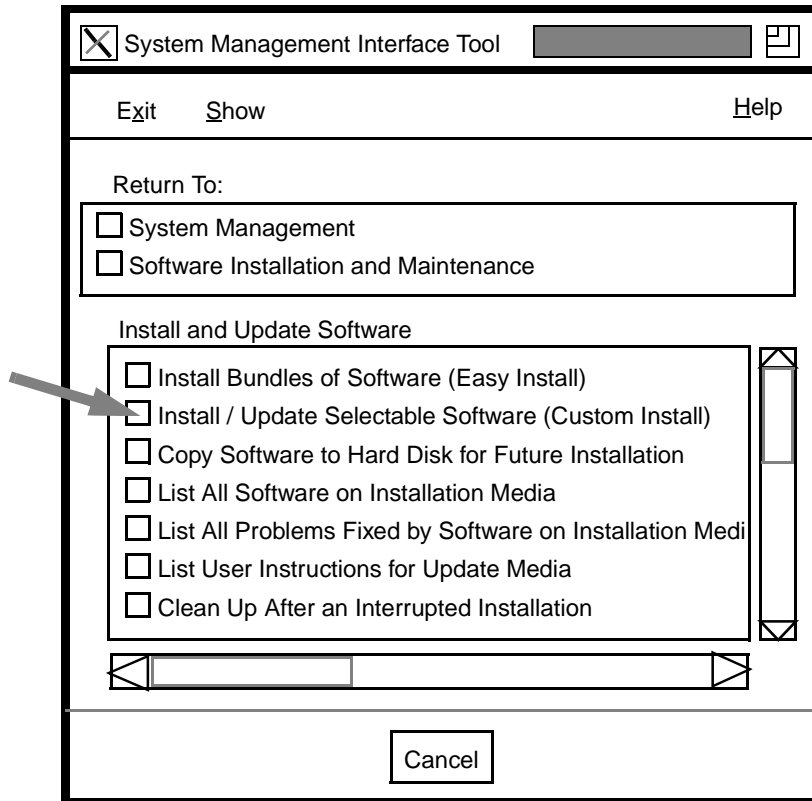 System Management Interface Tool
Exit Show Help
Return To:
System Management
Software Installation and Maintenance
Install and Update Software
Install Bundles of Software (Easy Install)
Install / Update Selectable Software (Custom Install)
Copy Software to Hard Disk for Future Installation
List All Software on Installation Media
List All Problems Fixed by Software on Installation Medi
List User Instructions for Update Media
Clean Up After an Interrupted Installation
Cancel